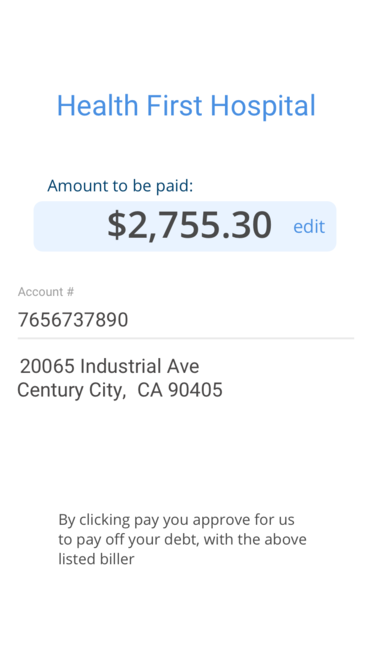 Health First Hospital
Amount to be paid:
$2,755.30 edit
Account #
7656737890
20065 Industrial Ave
Century City, CA 90405
By clicking pay you approve for us
to pay off your debt, with the above
listed biller